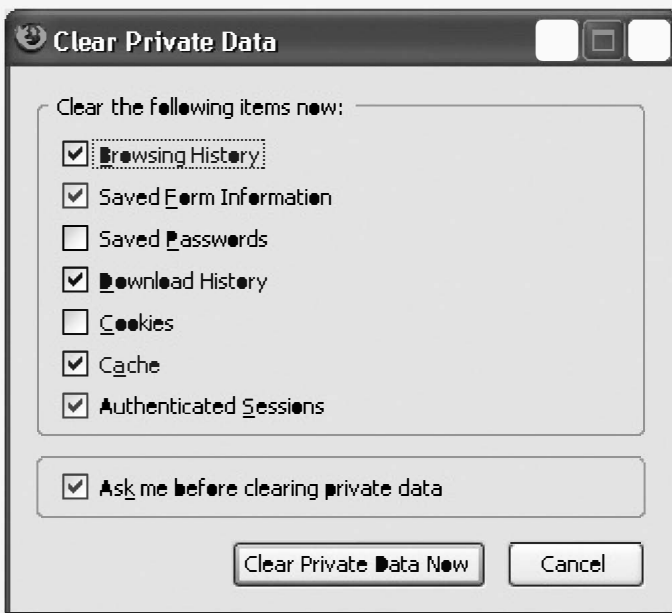 Clear Private Data
Clear the following items now:
Browsing History
Saved Form Information
Saved Passwords
Download History
Cookies
Cache
Authenticated Sessions
Ask me before clearing private data
Clear Private Data Now
Cancel